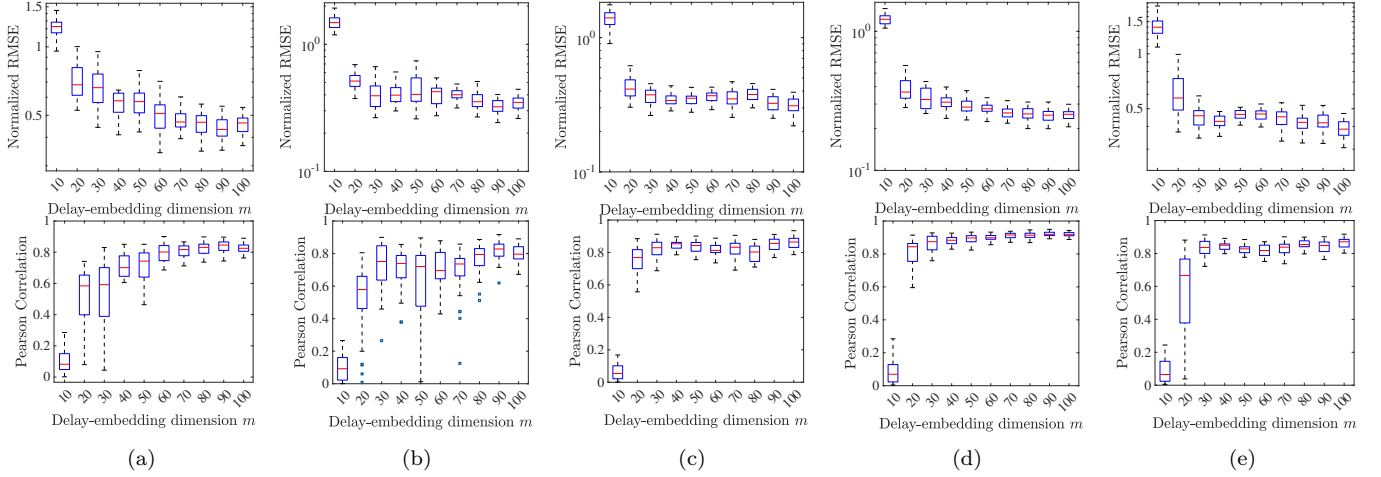 1.5
1
0.5
Normalized RMSE
10 20 30 40 50 60 70 80 90 100
Delay-embedding dimension m
10^0
10^-1
Normalized RMSE
10 20 30 40 50 60 70 80 90 100
Delay-embedding dimension m
10^0
10^-1
Normalized RMSE
10 20 30 40 50 60 70 80 90 100
Delay-embedding dimension m
10^0
10^-1
Normalized RMSE
10 20 30 40 50 60 70 80 90 100
Delay-embedding dimension m
1.5
1
0.5
Normalized RMSE
10 20 30 40 50 60 70 80 90 100
Delay-embedding dimension m
1
0.8
0.6
0.4
0.2
0
Pearson Correlation
10 20 30 40 50 60 70 80 90 100
Delay-embedding dimension m
1
0.8
0.6
0.4
0.2
0
Pearson Correlation
10 20 30 40 50 60 70 80 90 100
Delay-embedding dimension m
1
0.8
0.6
0.4
0.2
0
Pearson Correlation
10 20 30 40 50 60 70 80 90 100
Delay-embedding dimension m
1
0.8
0.6
0.4
0.2
0
Pearson Correlation
10 20 30 40 50 60 70 80 90 100
Delay-embedding dimension m
1
0.8
0.6
0.4
0.2
0
Pearson Correlation
10 20 30 40 50 60 70 80 90 100
Delay-embedding dimension m
(a)
(b)
(c)
(d)
(e)